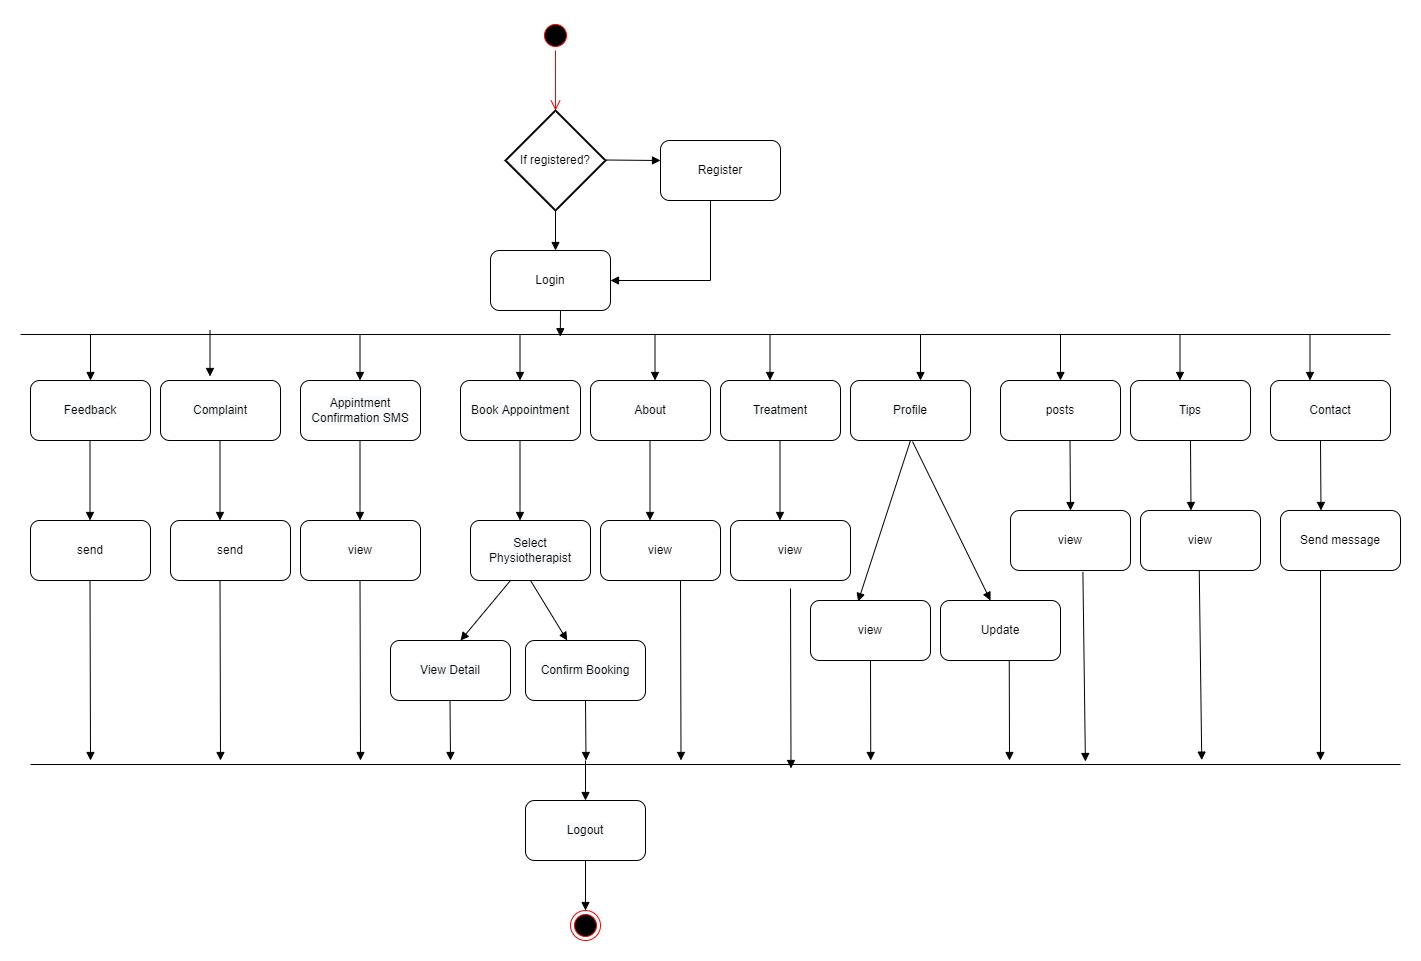 If registered?
Register
Login
Feedback
Complaint
Appintment
Confirmation SMS
Book Appointment
About
Treatment
Profile
posts
Tips
Contact
send
send
view
Select
Physiotherapist
view
view
view
view
Send message
view
Update
View Detail
Confirm Booking
Logout